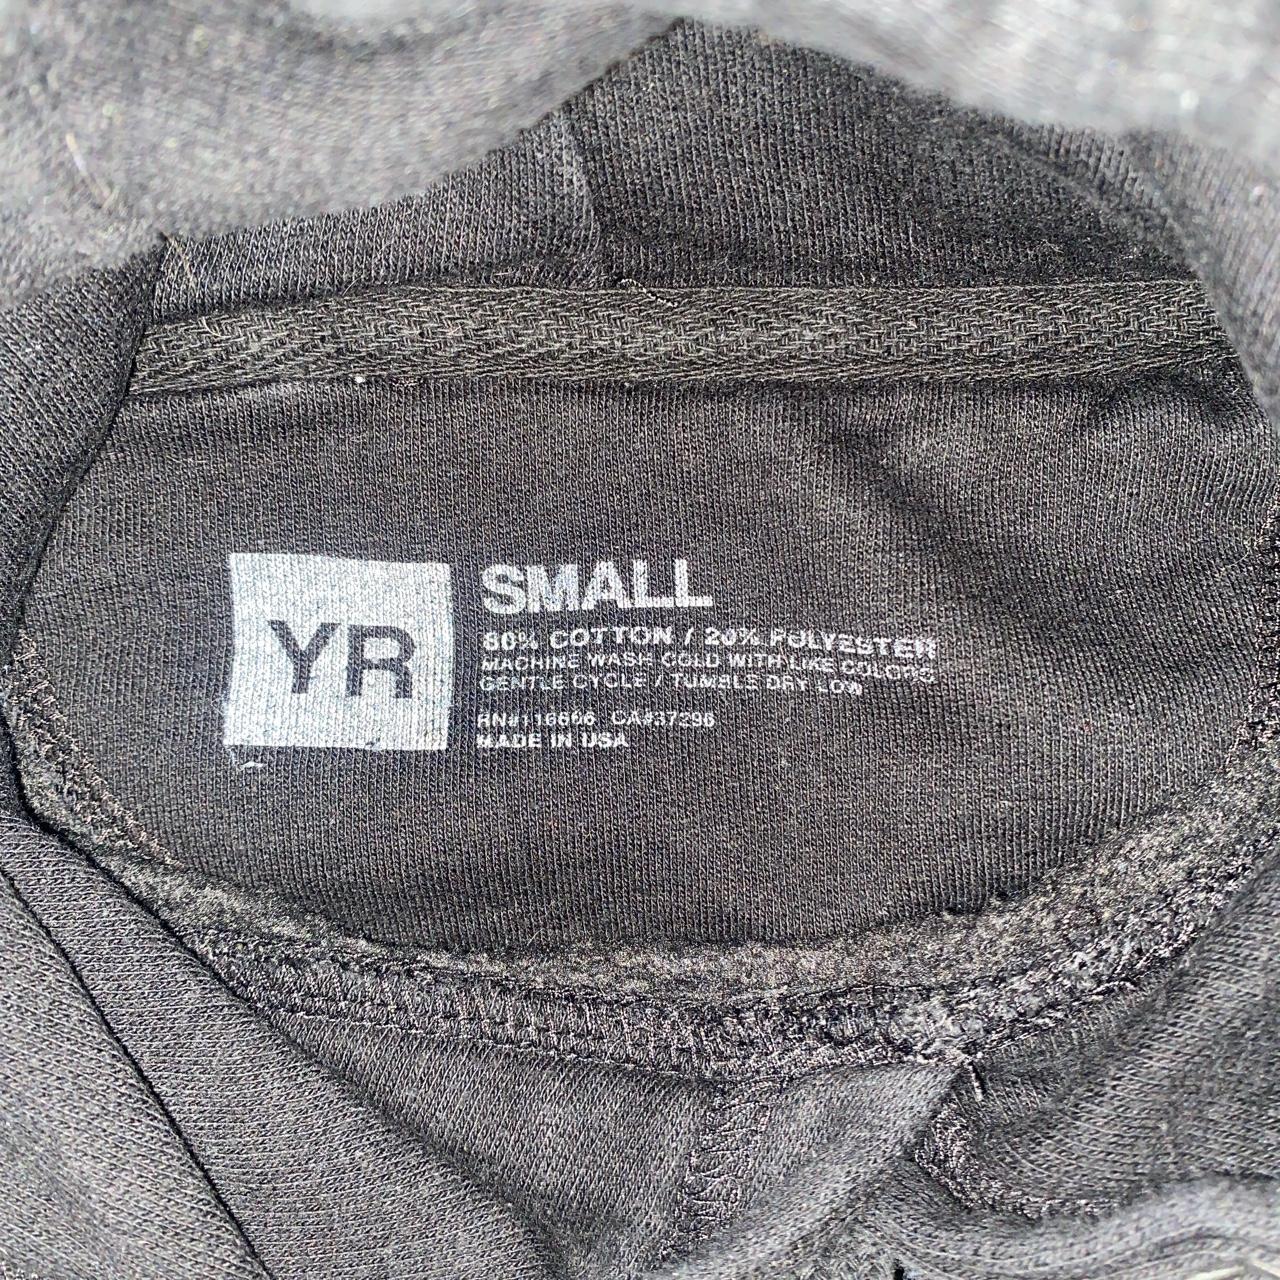 YR
SMALL
80% COTTON / 20% POLYESTER
MACHINE WASH COLD WITH LIKE COLORS
GENTLE CYCLE / TUMBLE DRY LOW
RN#116666 CA#37296
MADE IN USA